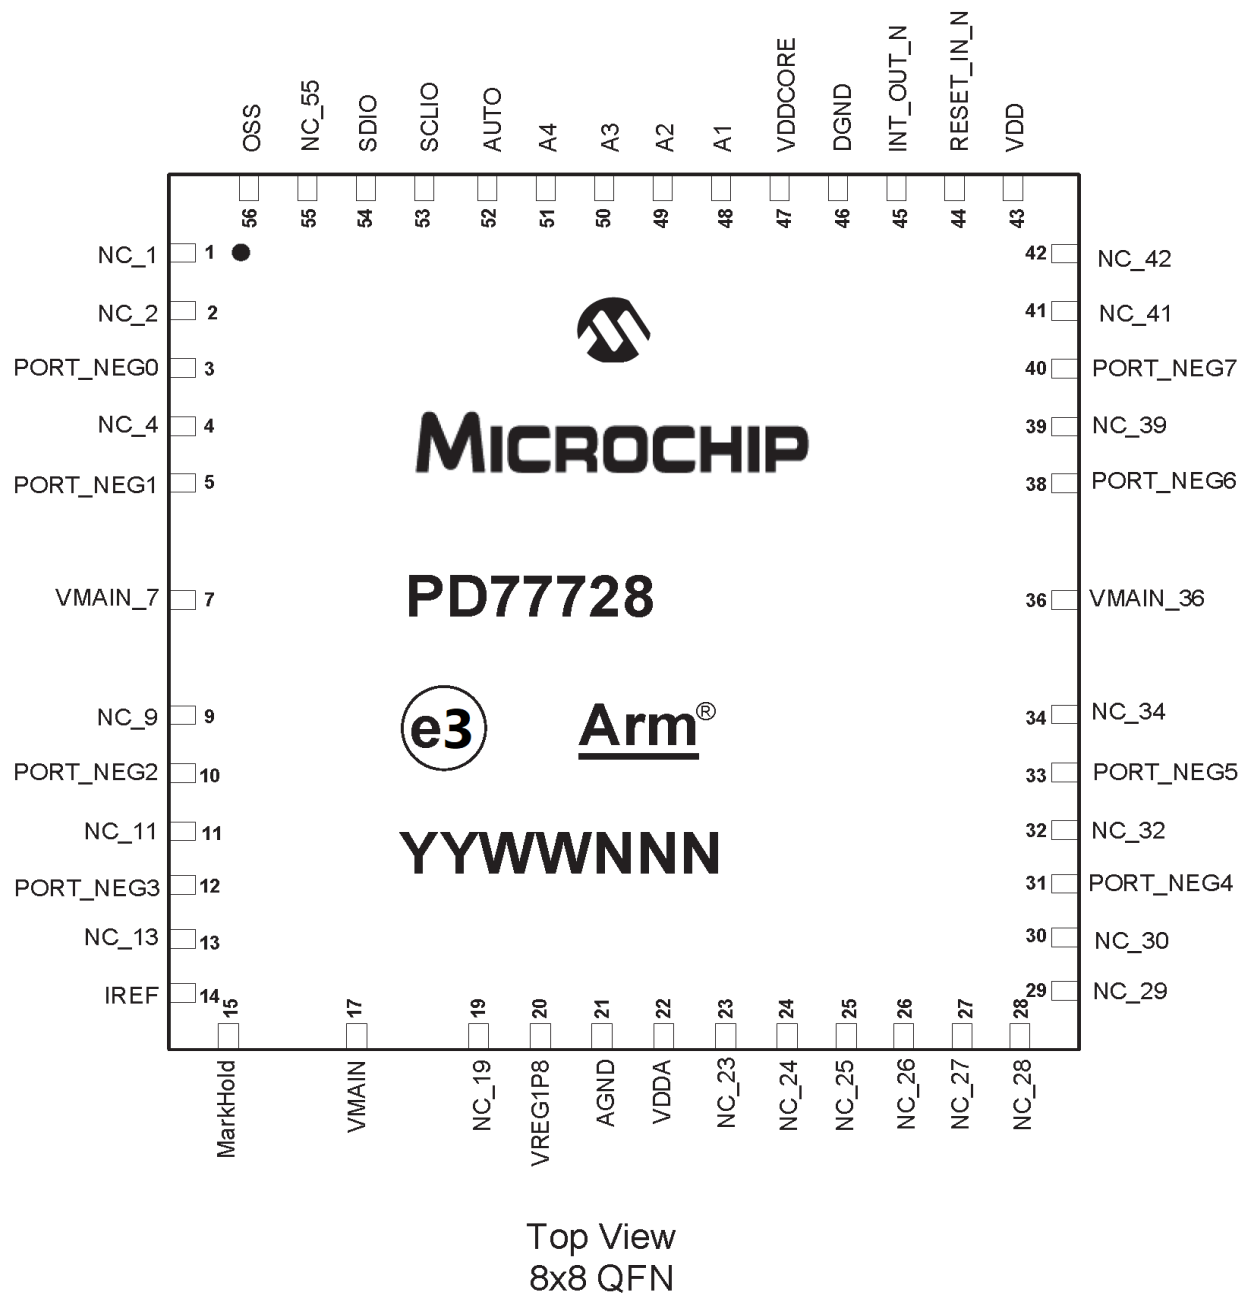 OSS
NC_55
SDIO
SCLIO
AUTO
A4
A3
A2
A1
VDDCORE
DGND
INT_OUT_N
RESET_IN_N
VDD
56
55
54
53
52
51
50
49
48
47
46
45
44
43
NC_1 1
42 NC_42
NC_2 2
41 NC_41
PORT_NEG0 3
40 PORT_NEG7
NC_4 4
39 NC_39
MICROCHIP
PORT_NEG1 5
38 PORT_NEG6
VMAIN_7 7
PD77728
36 VMAIN_36
NC_9 9
e3
Arm®
34 NC_34
PORT_NEG2 10
33 PORT_NEG5
NC_11 11
32 NC_32
YYWWNNN
PORT_NEG3 12
31 PORT_NEG4
NC_13 13
30 NC_30
IREF 14
29 NC_29
15
17
19
20
21
22
23
24
25
26
27
28
MarkHold
VMAIN
NC_19
VREG1P8
AGND
VDDA
NC_23
NC_24
NC_25
NC_26
NC_27
NC_28
Top View
8x8 QFN